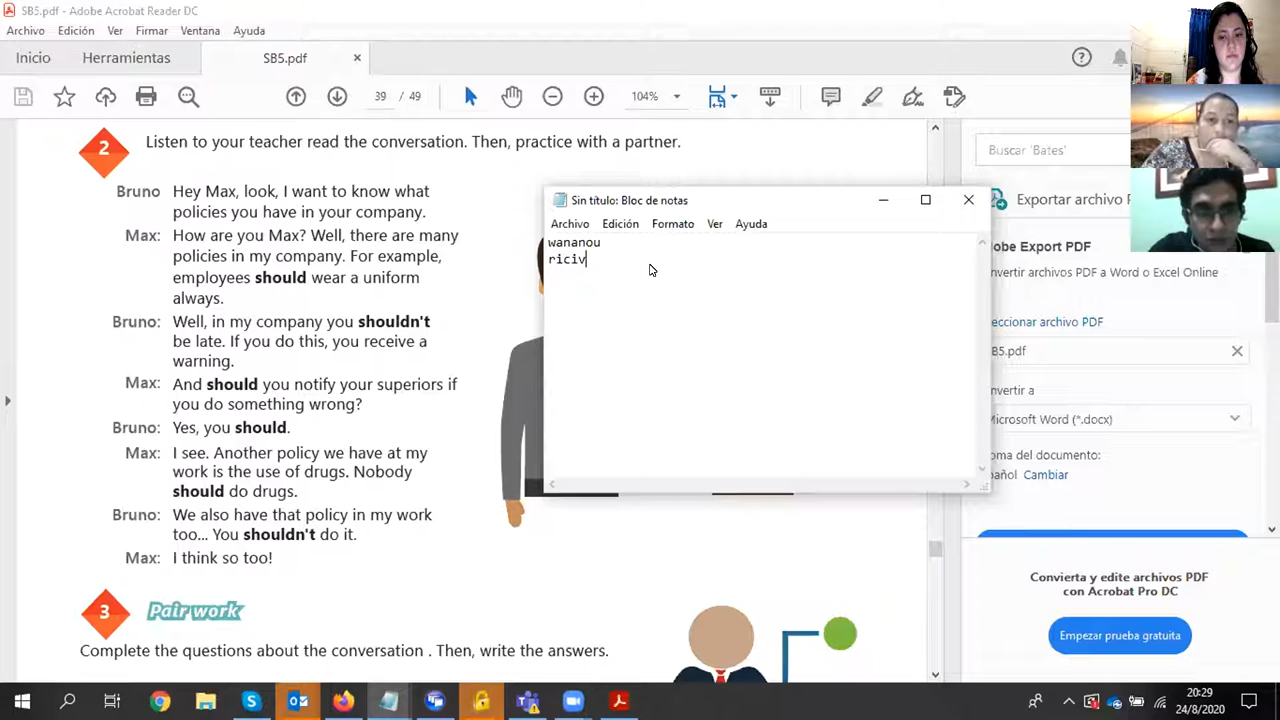 SB5.pdf - Adobe Acrobat Reader DC
Archivo Edición Ver Firmar Ventana Ayuda
Inicio Herramientas SB5.pdf
39 / 49 104%
2 Listen to your teacher read the conversation. Then, practice with a partner.
Bruno Hey Max, look, I want to know what
policies you have in your company.
Max: How are you Max? Well, there are many
policies in my company. For example,
employees should wear a uniform
always.
Bruno: Well, in my company you shouldn't
be late. If you do this, you receive a
warning.
Max: And should you notify your superiors if
you do something wrong?
Bruno: Yes, you should.
Max: I see. Another policy we have at my
work is the use of drugs. Nobody
should do drugs.
Bruno: We also have that policy in my work
too... You shouldn't do it.
Max: I think so too!
3 Pair work
Complete the questions about the conversation . Then, write the answers.
Sin título: Bloc de notas
Archivo Edición Formato Ver Ayuda
wananou
riciv
Buscar 'Bates'
Exportar archivo P
dobe Export PDF
onvertir archivos PDF a Word o Excel Online
eleccionar archivo PDF
B5.pdf
nvertir a
Microsoft Word (*.docx)
oma del documento:
pañol Cambiar
Convierta y edite archivos PDF
con Acrobat Pro DC
Empezar prueba gratuita
20:29
24/8/2020